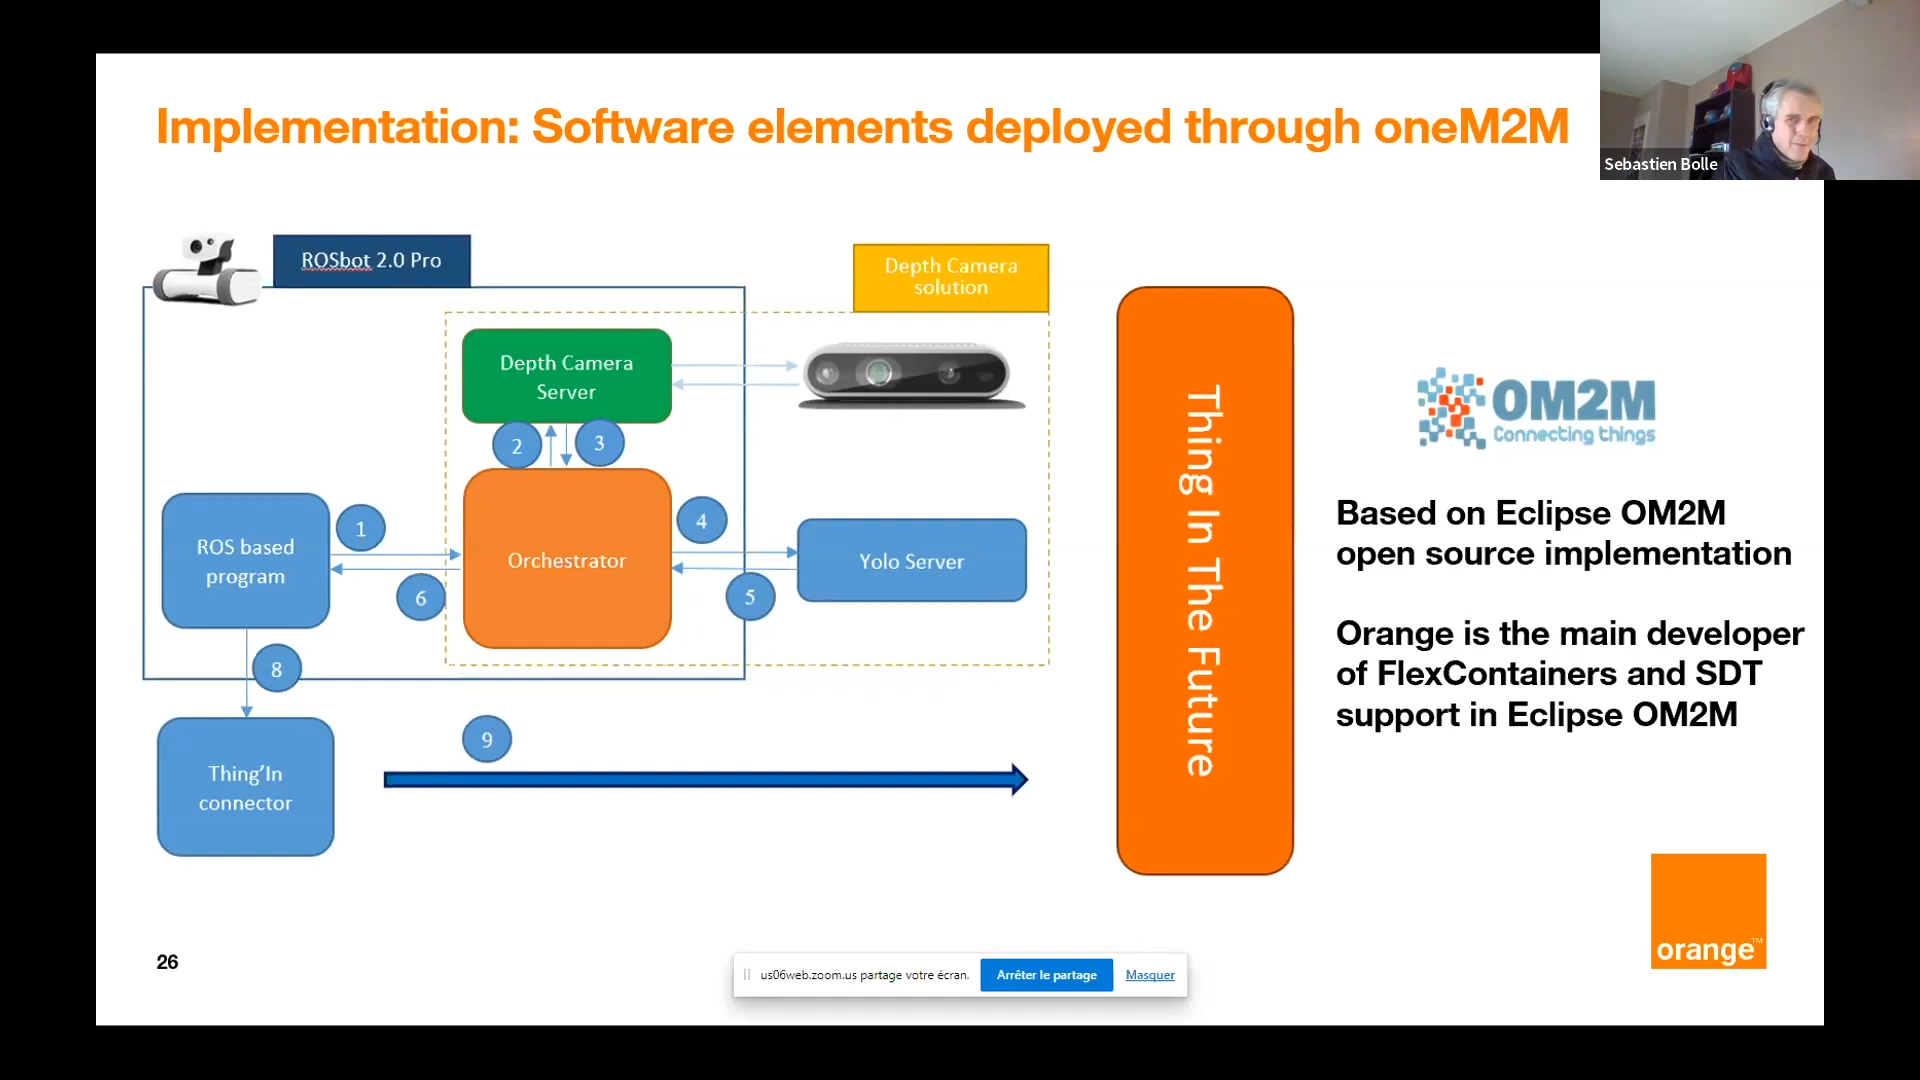 Implementation: Software elements deployed through oneM2M
Sebastien Bolle
ROSbot 2.0 Pro
Depth Camera
solution
Depth Camera
Server
2
3
ROS based
program
1
6
Orchestrator
4
5
Yolo Server
8
Thing'In
connector
9
Thing In The Future
OM2M
Connecting things
Based on Eclipse OM2M
open source implementation
Orange is the main developer
of FlexContainers and SDT
support in Eclipse OM2M
orange™
26
us06web.zoom.us partage votre écran.
Arrêter le partage
Masquer